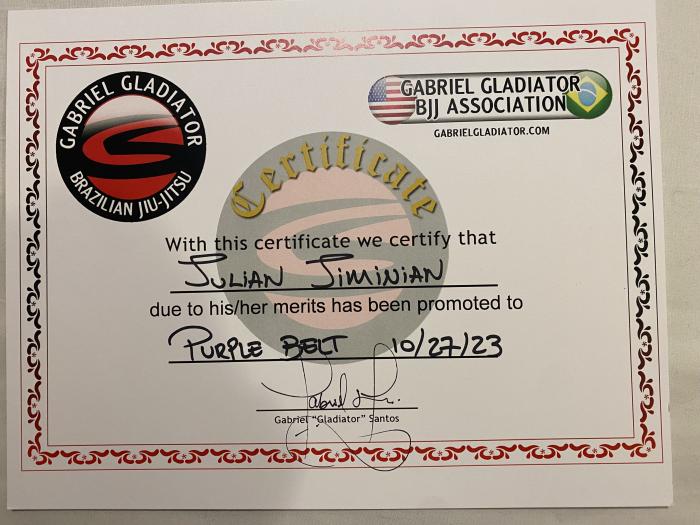 GABRIEL GLADIATOR
BRAZILIAN JIU-JITSU
GABRIEL GLADIATOR
BJJ ASSOCIATION
GABRIELGLADIATOR.COM
Certificate
With this certificate we certify that
JULIAN JIMINIAN
due to his/her merits has been promoted to
PURPLE BELT 10/27/23
Gabriel "Gladiator" Santos